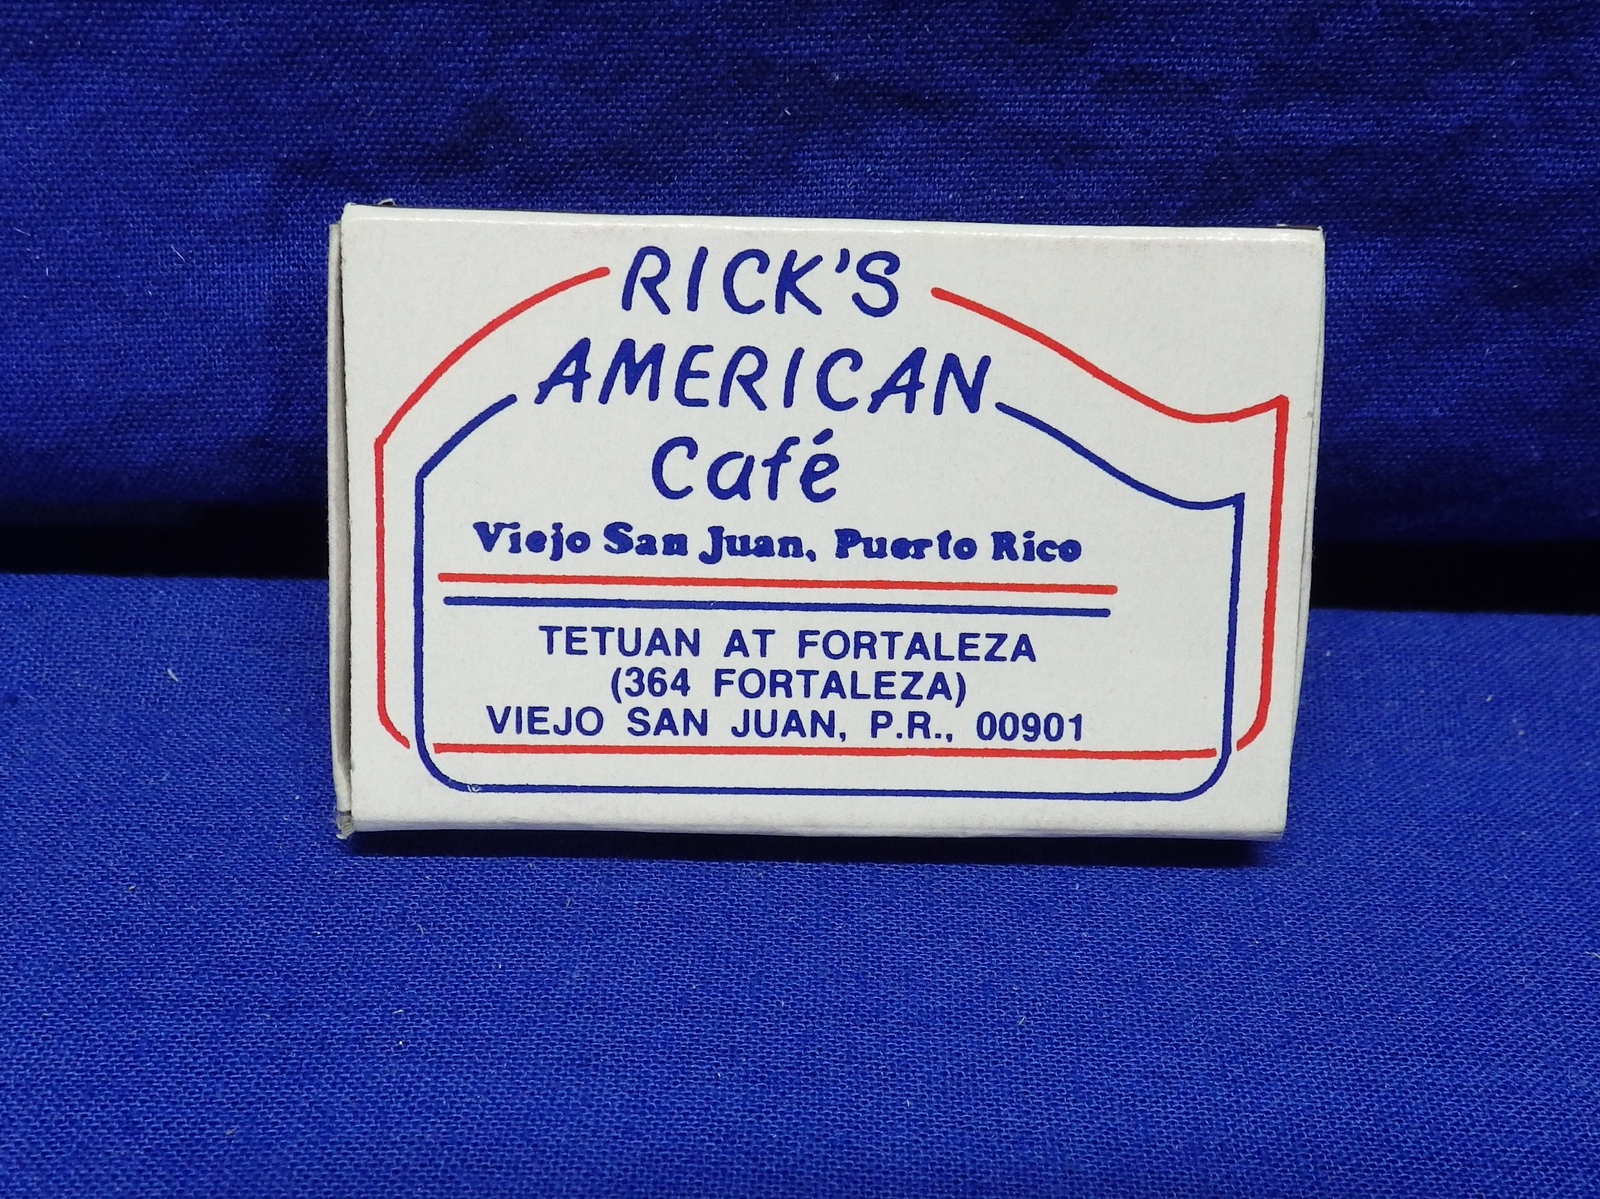 RICK'S
AMERICAN
Café
Viejo San Juan, Puerto Rico
TETUAN AT FORTALEZA
(364 FORTALEZA)
VIEJO SAN JUAN, P.R., 00901